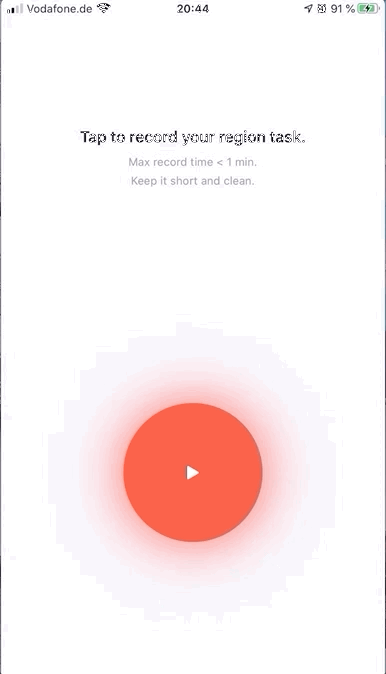 Vodafone.de 20:44 91 %
Tap to record your region task.
Max record time < 1 min.
Keep it short and clean.